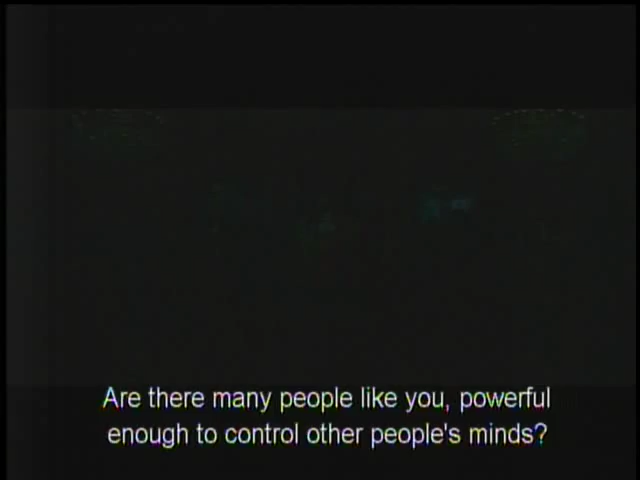 Are there many people like you, powerful
enough to control other people's minds?